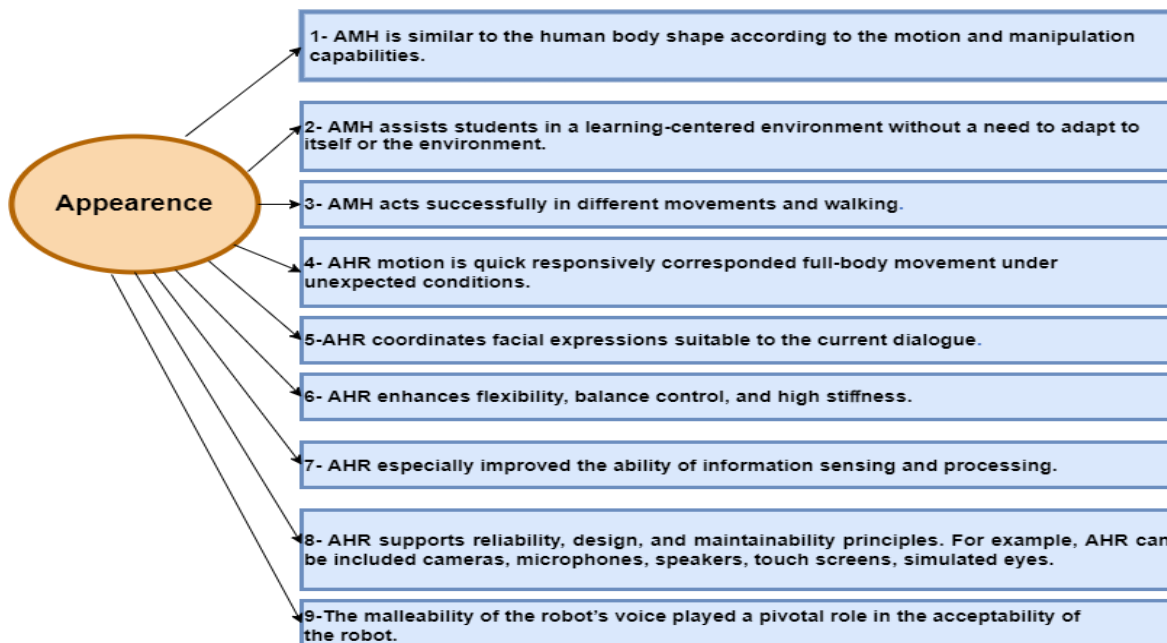 1- AMH is similar to the human body shape according to the motion and manipulation
capabilities.
2- AMH assists students in a learning-centered environment without a need to adapt to
itself or the environment.
Appearence
3- AMH acts successfully in different movements and walking.
4- AHR motion is quick responsively corresponded full-body movement under
unexpected conditions.
5-AHR coordinates facial expressions suitable to the current dialogue.
6- AHR enhances flexibility, balance control, and high stiffness.
7- AHR especially improved the ability of information sensing and processing.
8- AHR supports reliability, design, and maintainability principles. For example, AHR can
be included cameras, microphones, speakers, touch screens, simulated eyes.
9-The malleability of the robot's voice played a pivotal role in the acceptability of
the robot.